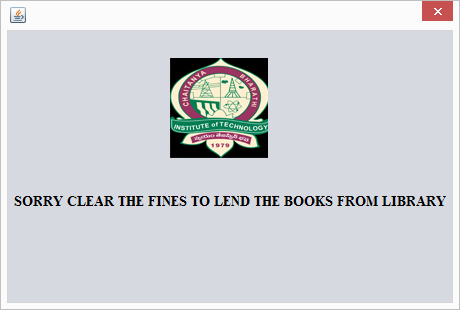 CHAITANYA BHARATHI
INSTITUTE of TECHNOLOGY
1979
SORRY CLEAR THE FINES TO LEND THE BOOKS FROM LIBRARY